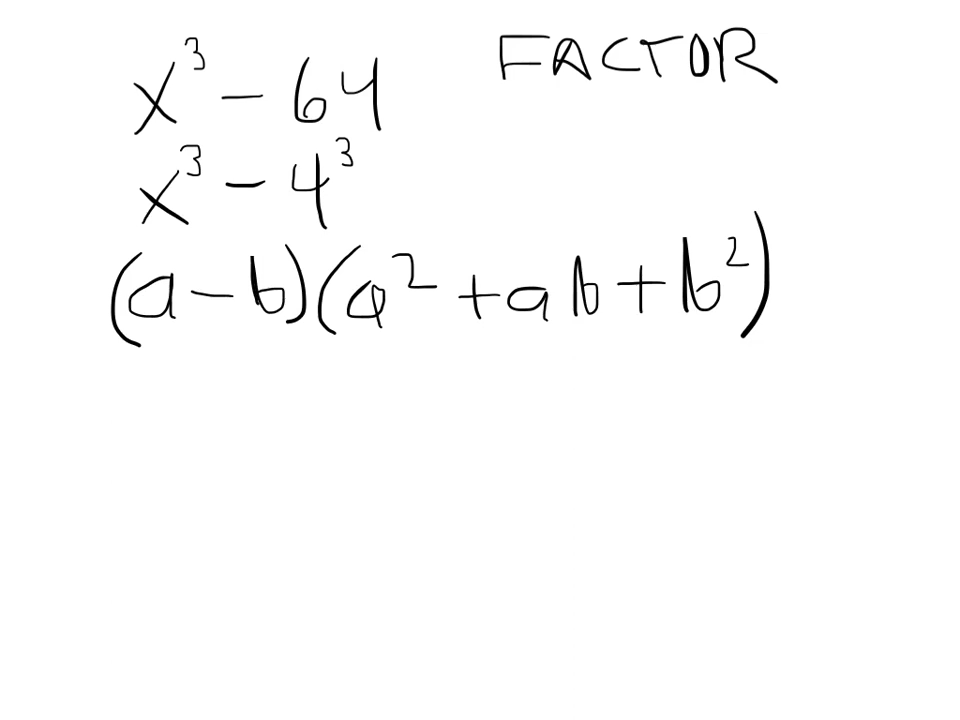 x³ - 64 FACTOR
x³ - 4³
(a - b)(a² + ab + b²)